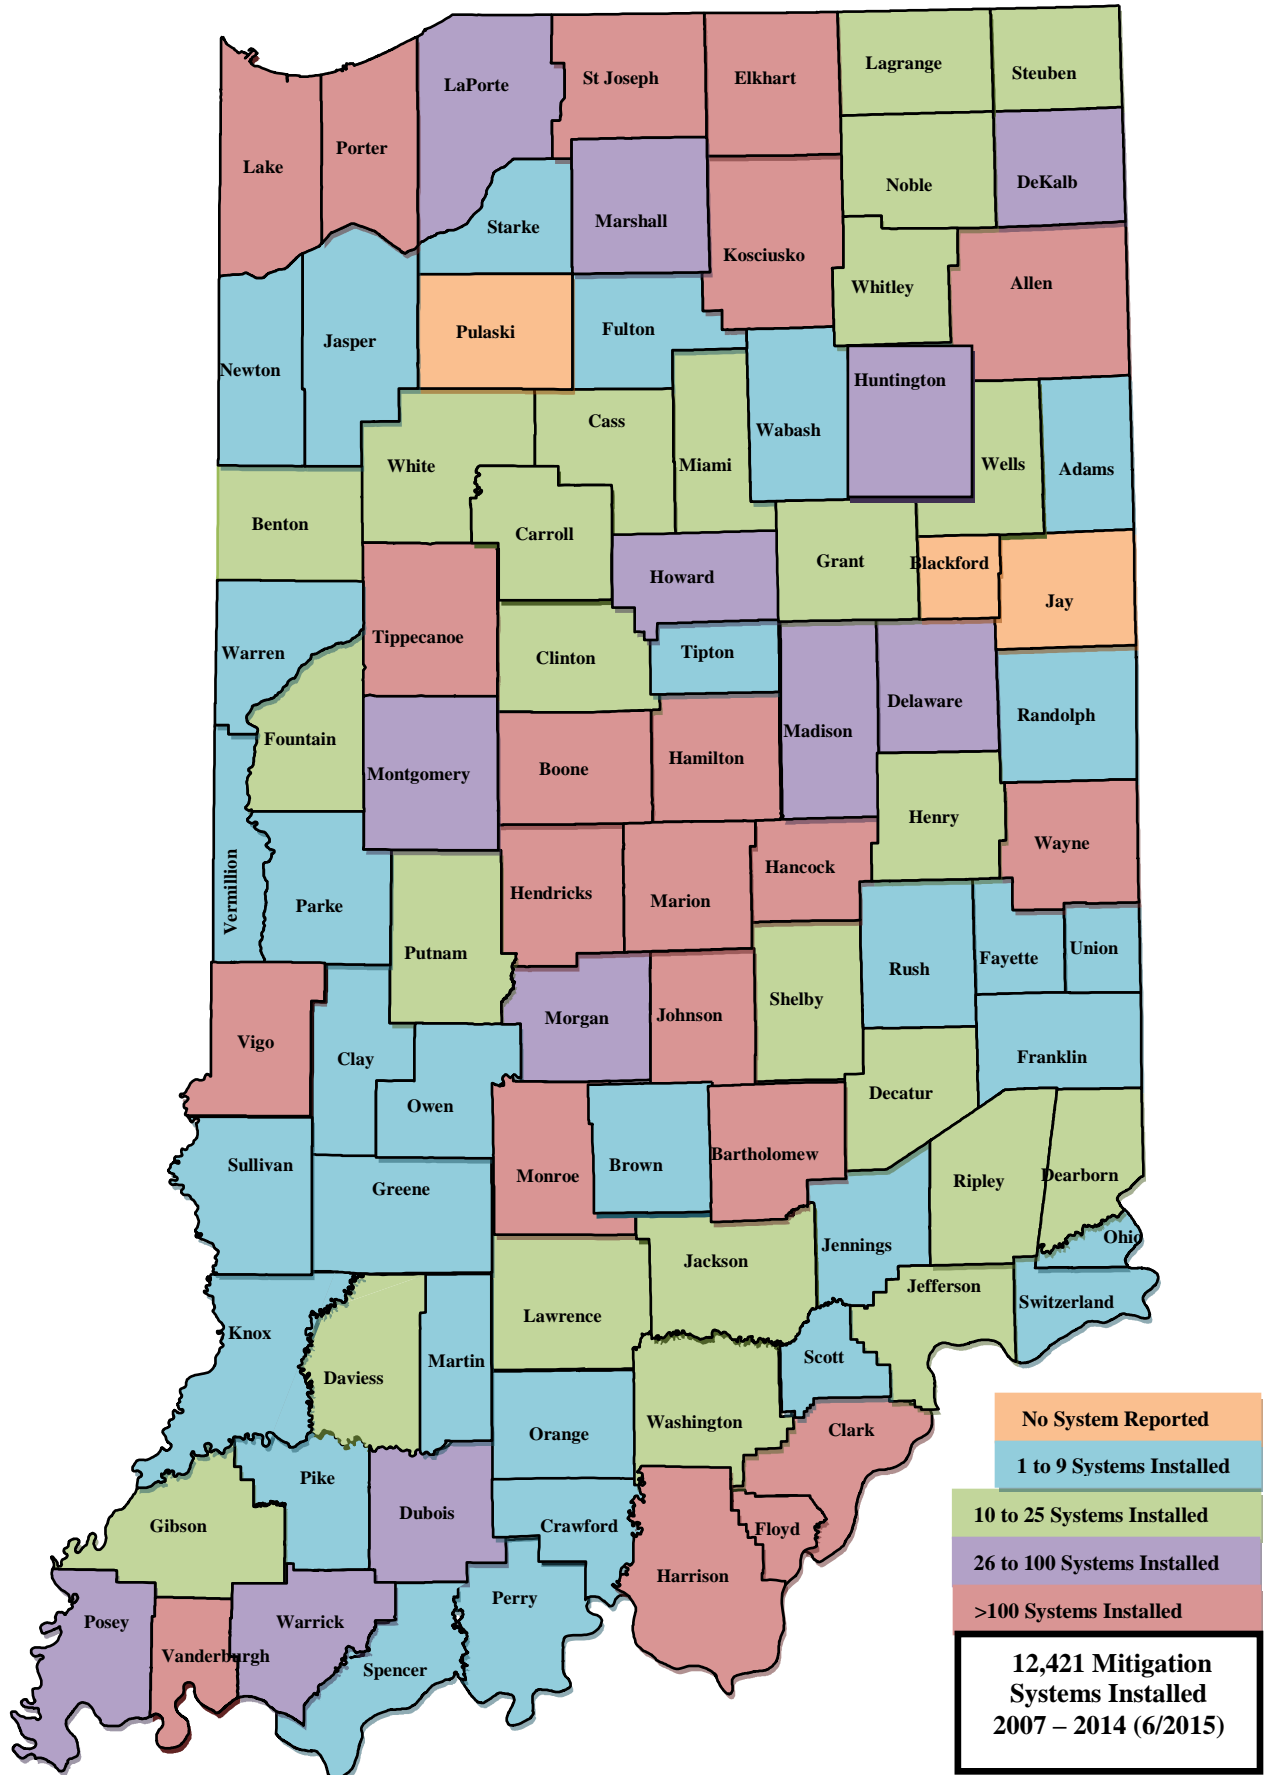 LaPorte
St Joseph
Elkhart
Lagrange
Steuben
Lake
Porter
Noble
DeKalb
Starke
Marshall
Kosciusko
Whitley
Allen
Newton
Jasper
Pulaski
Fulton
Huntington
Wabash
White
Cass
Miami
Wells
Adams
Benton
Carroll
Howard
Grant
Blackford
Jay
Warren
Tippecanoe
Clinton
Tipton
Delaware
Randolph
Fountain
Montgomery
Boone
Hamilton
Madison
Henry
Wayne
Vermillion
Parke
Putnam
Hendricks
Marion
Hancock
Rush
Fayette
Union
Vigo
Clay
Morgan
Johnson
Shelby
Franklin
Owen
Decatur
Sullivan
Greene
Monroe
Brown
Bartholomew
Ripley
Dearborn
Jackson
Jennings
Ohio
Knox
Daviess
Martin
Lawrence
Jefferson
Switzerland
Scott
Orange
Washington
Clark
Pike
Dubois
Crawford
Floyd
Gibson
Harrison
Posey
Vanderburgh
Warrick
Spencer
Perry
No System Reported
1 to 9 Systems Installed
10 to 25 Systems Installed
26 to 100 Systems Installed
>100 Systems Installed
12,421 Mitigation
Systems Installed
2007 – 2014 (6/2015)